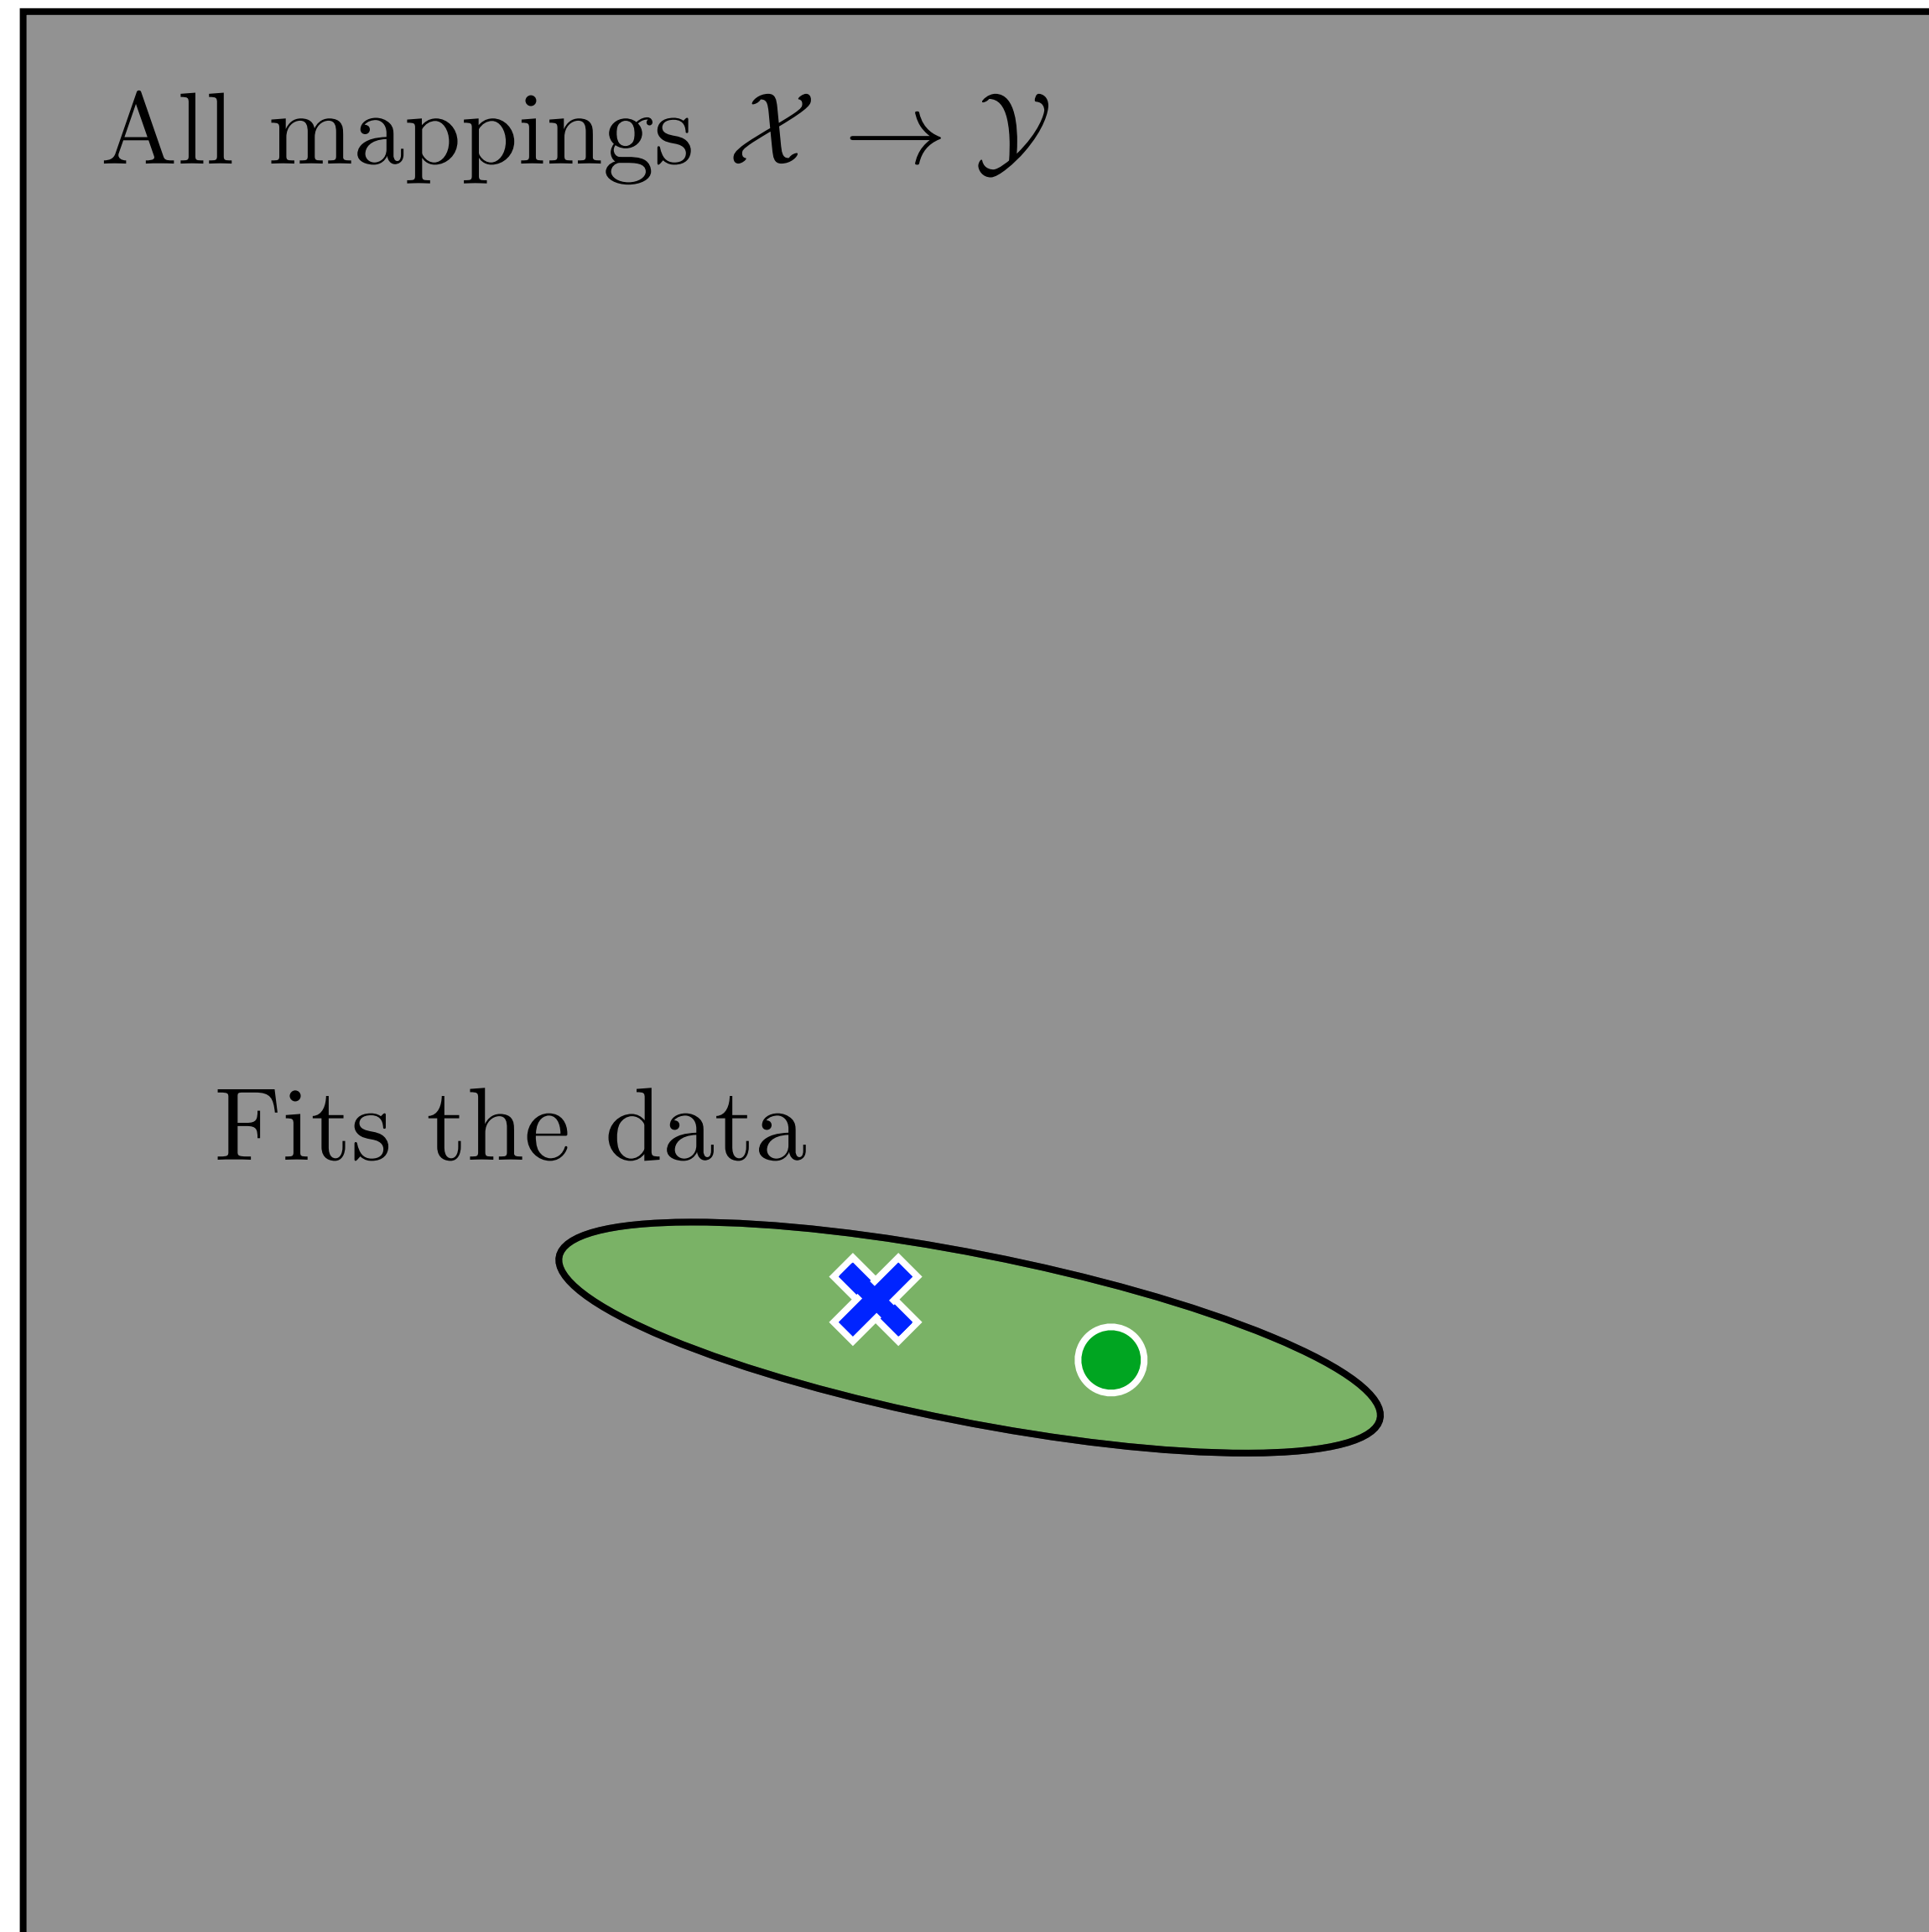 All mappings 𝒳 → 𝒴
Fits the data